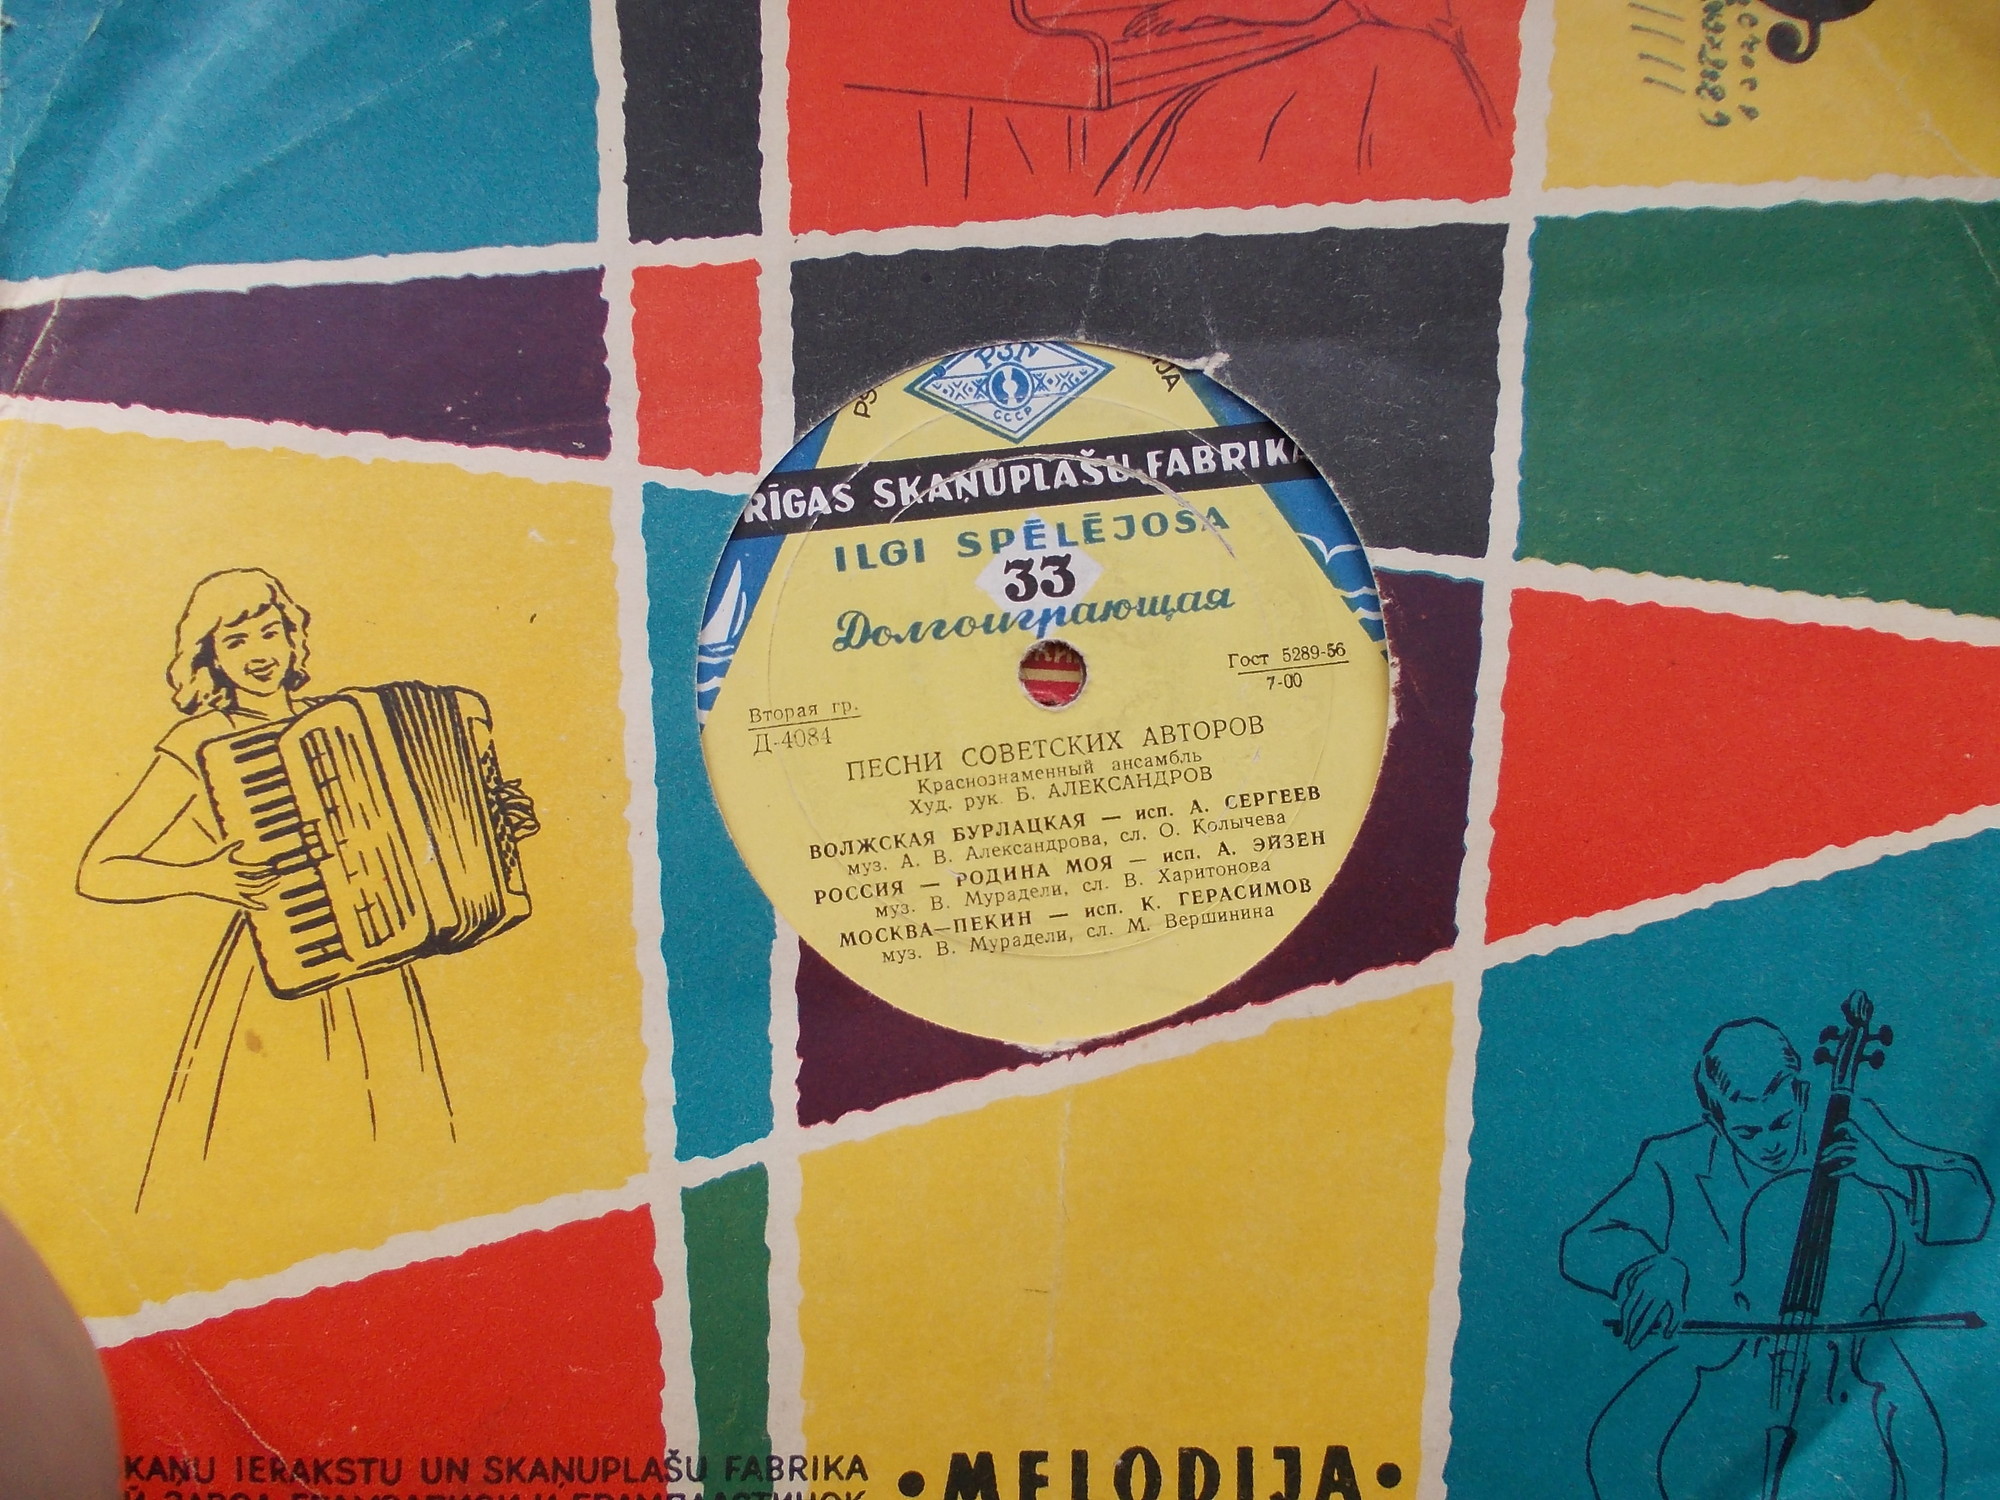 РЗГ
СССР
RĪGAS SKAŅUPLAŠU FABRIKA
ILGI SPĒLĒJOŠA
33
Долгоиграющая
Гост 5289-56
7-00
Вторая гр.
Д-4084
ПЕСНИ СОВЕТСКИХ АВТОРОВ
Краснознаменный ансамбль
Худ. рук. Б. АЛЕКСАНДРОВ
ВОЛЖСКАЯ БУРЛАЦКАЯ — исп. А. СЕРГЕЕВ
муз. А. В. Александрова, сл. О. Колычева
РОССИЯ — РОДИНА МОЯ — исп. А. ЭЙЗЕН
муз. В. Мурадели, сл. В. Харитонова
МОСКВА—ПЕКИН — исп. К. ГЕРАСИМОВ
муз. В. Мурадели, сл. М. Вершинина
KAŅU IERAKSTU UN SKAŅUPLAŠU FABRIKA
•MELODIJA•